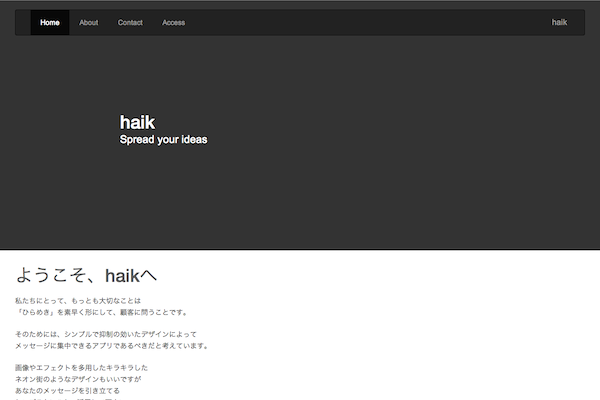 Home About Contact Access haik
haik
Spread your ideas
ようこそ、haikへ
私たちにとって、もっとも大切なことは
「ひらめき」を素早く形にして、顧客に問うことです。
そのためには、シンプルで抑制の効いたデザインによって
メッセージに集中できるアプリであるべきだと考えています。
画像やエフェクトを多用したキラキラした
ネオン街のようなデザインもいいですが
あなたのメッセージを引き立てる